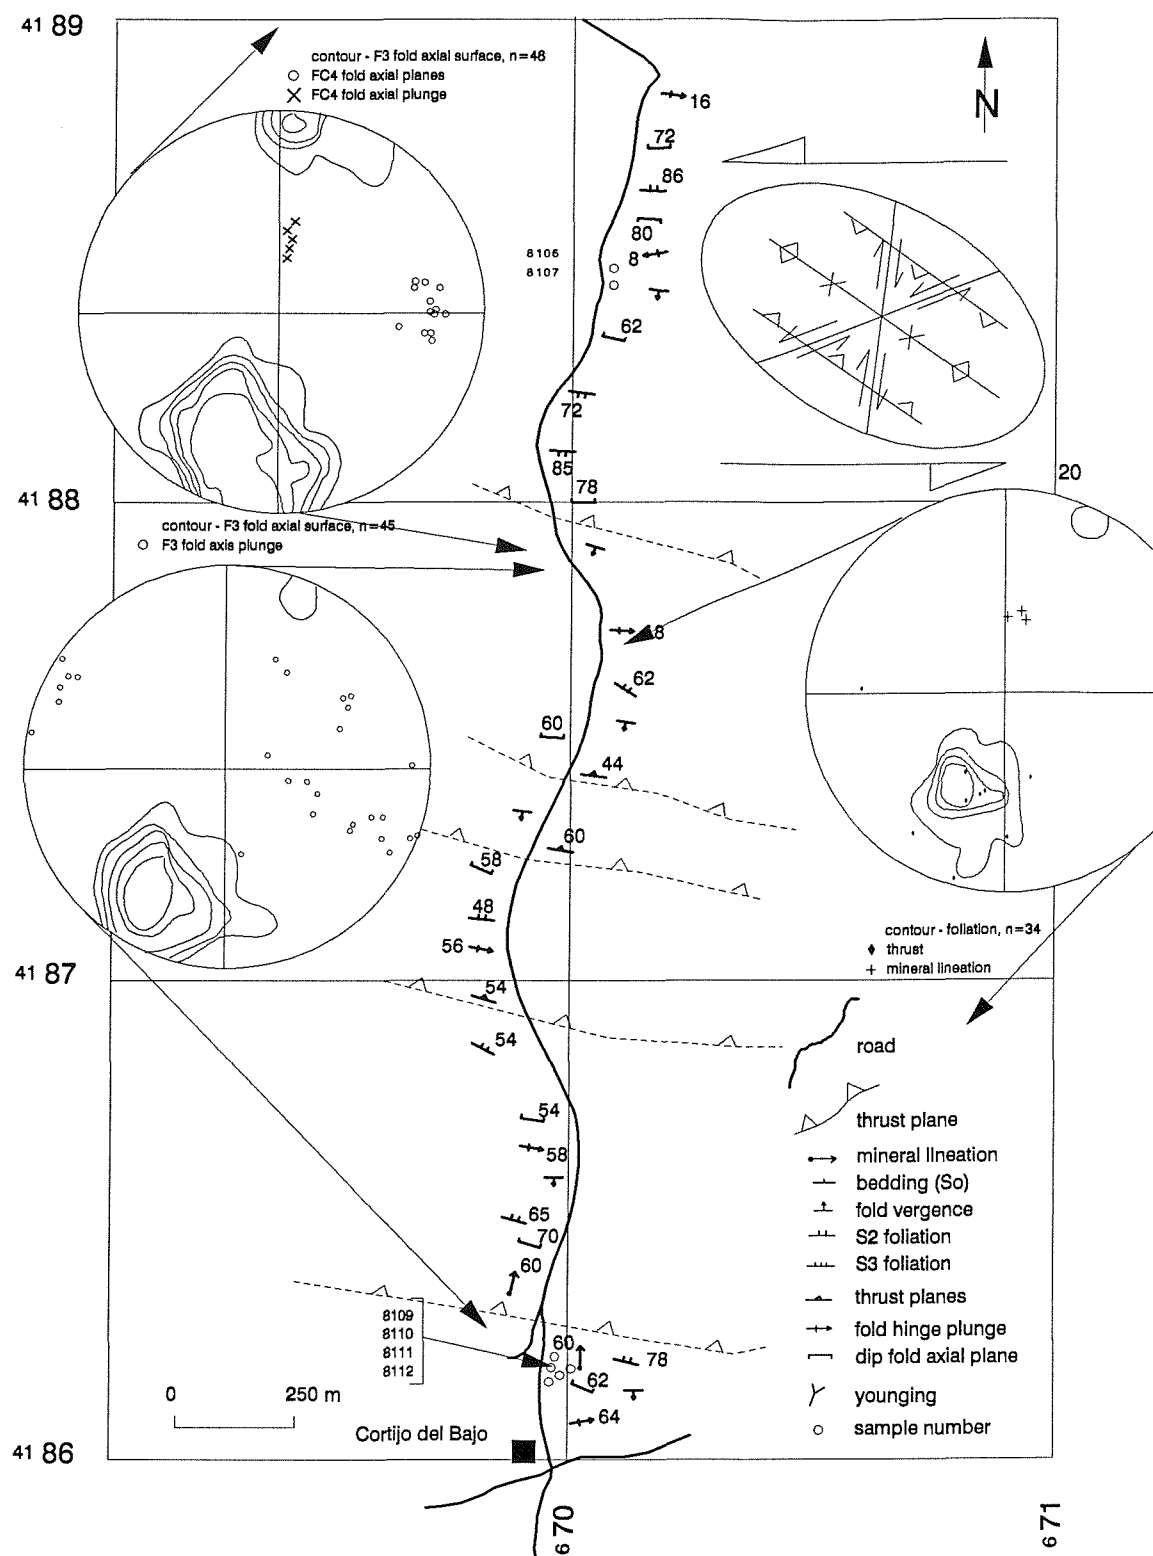 41 89
contour - F3 fold axial surface, n=48
FC4 fold axial planes
FC4 fold axial plunge
16
N
72
86
80
8
8106
8107
62
72
85
78
20
41 88
contour - F3 fold axial surface, n=45
F3 fold axis plunge
18
62
60
44
60
58
48
56
contour - foliation, n=34
thrust
mineral lineation
41 87
54
54
road
54
thrust plane
58
mineral lineation
bedding (So)
fold vergence
65
S2 foliation
70
S3 foliation
60
thrust planes
8109
8110
8111
8112
60
fold hinge plunge
78
dip fold axial plane
62
0 250 m
younging
64
sample number
Cortijo del Bajo
41 86
6 70
6 71